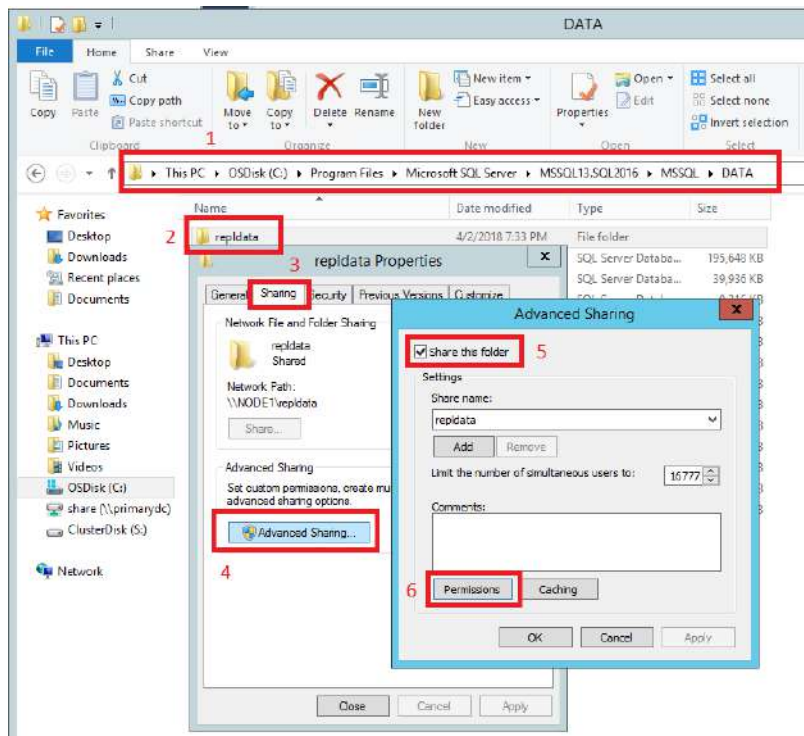 DATA
File Home Share View
Copy
Paste
Cut
Copy path
Paste shortcut
Clipboard
Move to
Copy to
Delete
Rename
Organize
New folder
New item
Easy access
New
Properties
Open
Edit
Open
Select all
Select none
Invert selection
Select
1
This PC OSDisk (C:) Program Files Microsoft SQL Server MSSQL13.SQL2016 MSSQL DATA
Name Date modified Type Size
2 repldata 4/2/2018 7:33 PM File folder
SQL Server Databa... 195,648 KB
SQL Server Databa... 39,936 KB
Favorites
Desktop
Downloads
Recent places
Documents
This PC
Desktop
Documents
Downloads
Music
Pictures
Videos
OSDisk (C:)
share (\\primarydc)
ClusterDisk (S:)
Network
3 repldata Properties x
General Sharing Security Previous Versions Customize
Network File and Folder Sharing
repldata
Shared
Network Path:
\\NODE1\repldata
Share...
Advanced Sharing
Set custom permissions, create mu
advanced sharing options.
Advanced Sharing...
4
Close Cancel Apply
Advanced Sharing x
Share this folder 5
Settings
Share name:
repldata
Add Remove
Limit the number of simultaneous users to: 16777
Comments:
6 Permissions Caching
OK Cancel Apply